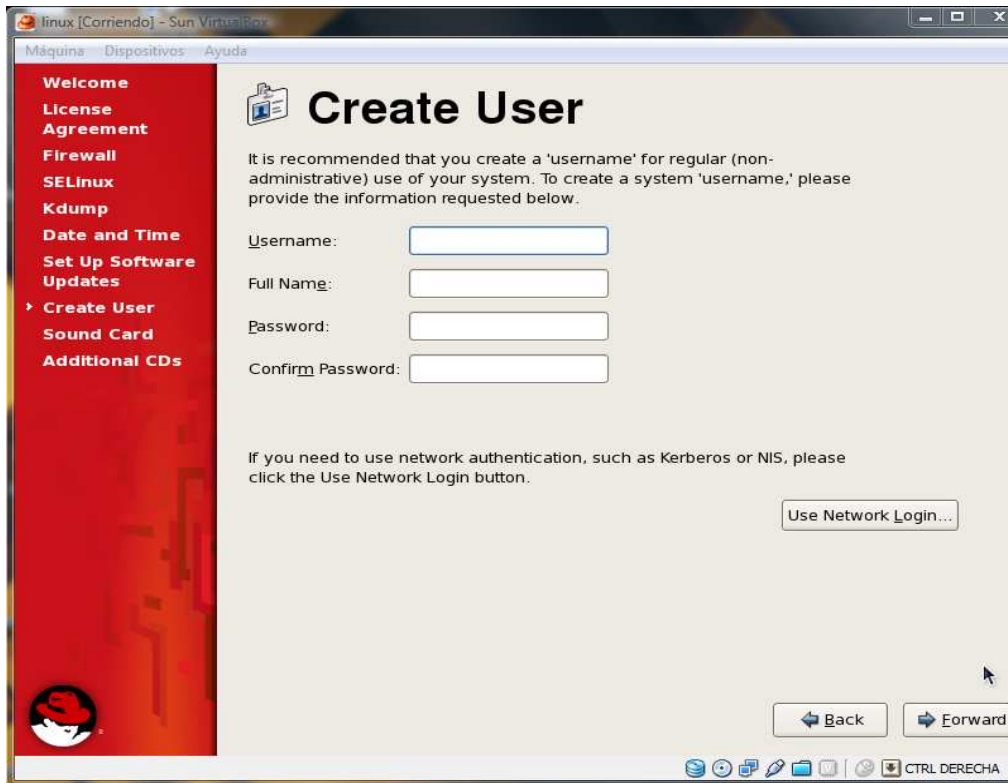 linux [Corriendo] - Sun VirtualBox
Máquina Dispositivos Ayuda
Welcome
License
Agreement
Firewall
SELinux
Kdump
Date and Time
Set Up Software
Updates
Create User
Sound Card
Additional CDs
Create User
It is recommended that you create a 'username' for regular (non-
administrative) use of your system. To create a system 'username,' please
provide the information requested below.
Username:
Full Name:
Password:
Confirm Password:
If you need to use network authentication, such as Kerberos or NIS, please
click the Use Network Login button.
Use Network Login...
Back
Forward
CTRL DERECHA